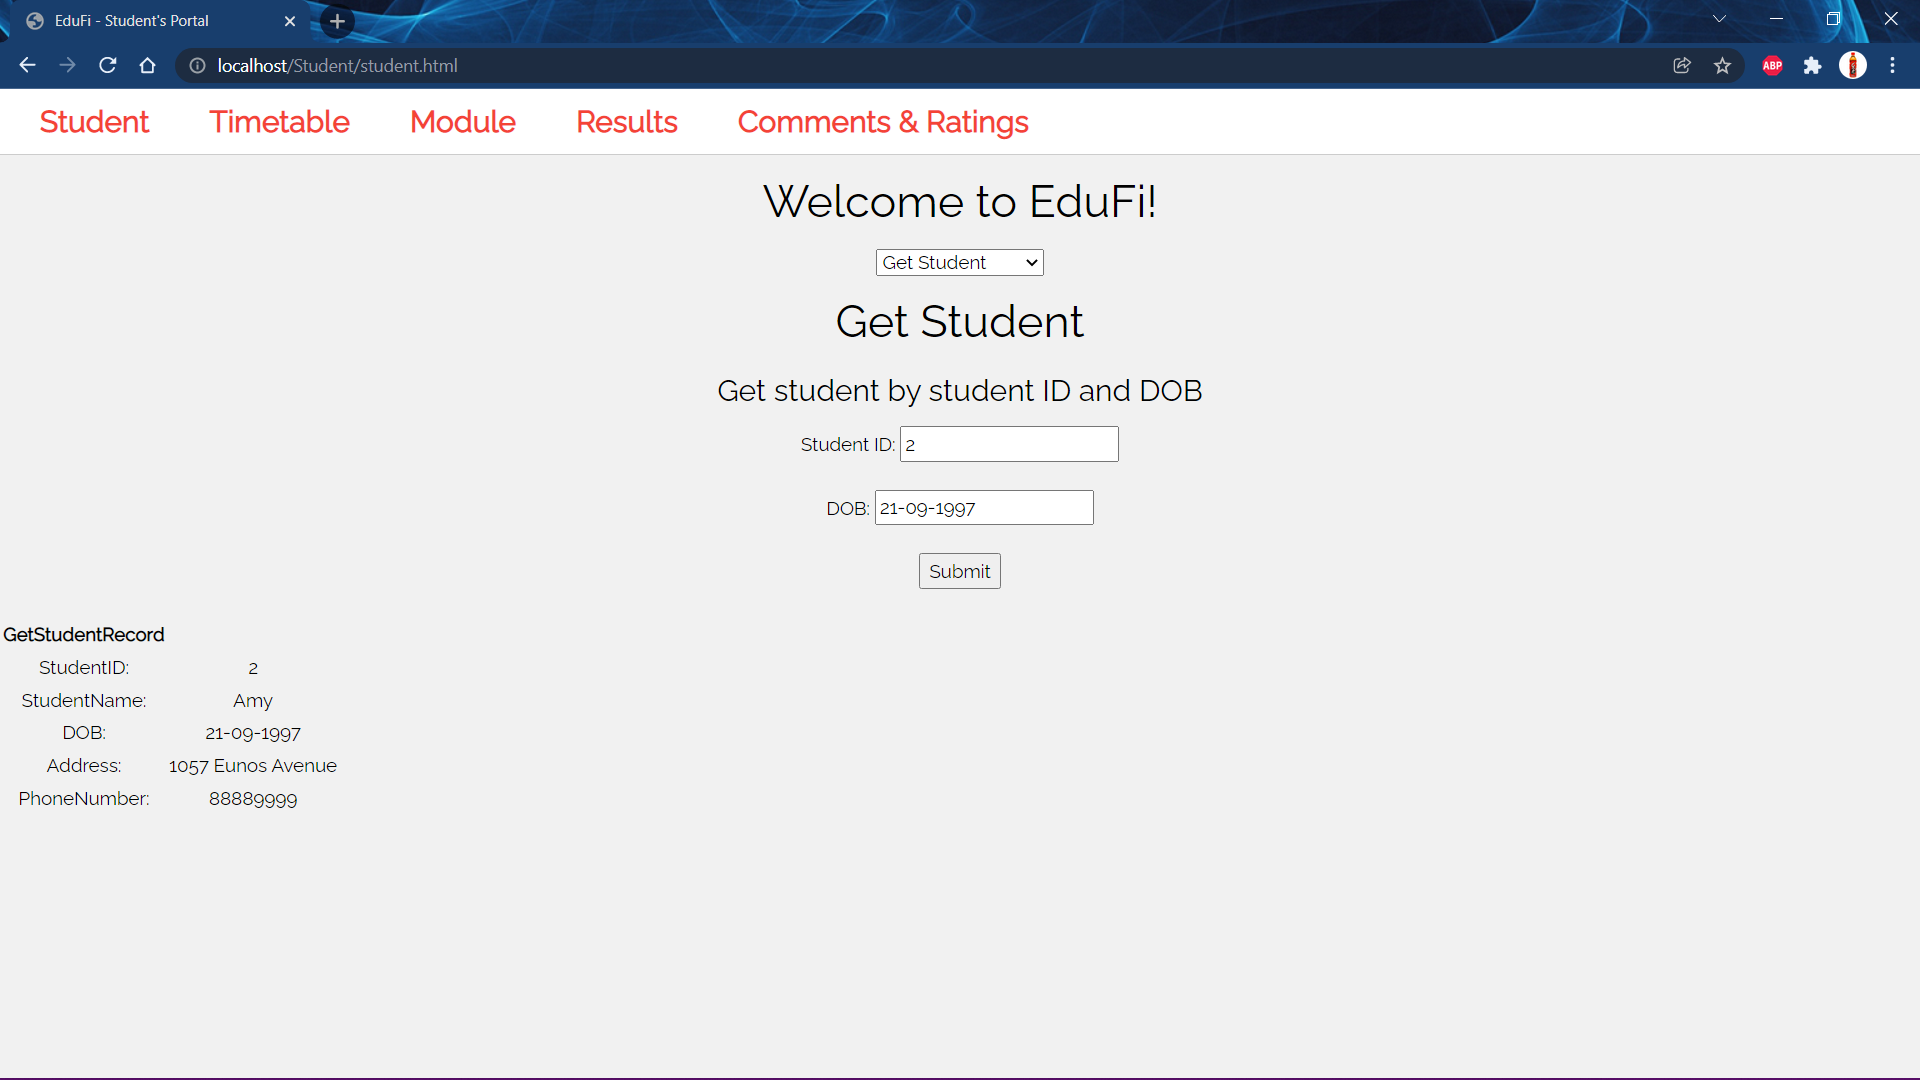 EduFi - Student's Portal
localhost/Student/student.html
ABP
Student Timetable Module Results Comments & Ratings
Welcome to EduFi!
Get Student
Get Student
Get student by student ID and DOB
Student ID: 2
DOB: 21-09-1997
Submit
GetStudentRecord
StudentID: 2
StudentName: Amy
DOB: 21-09-1997
Address: 1057 Eunos Avenue
PhoneNumber: 88889999